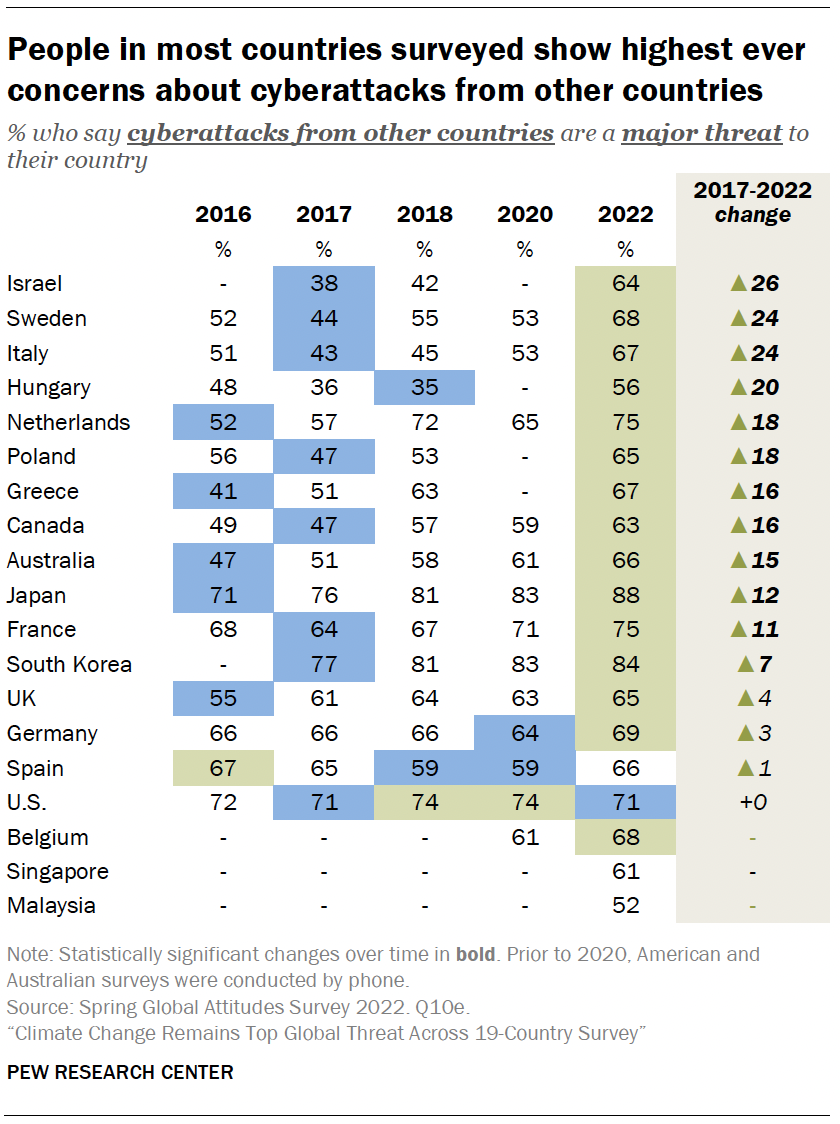 People in most countries surveyed show highest ever
concerns about cyberattacks from other countries
% who say cyberattacks from other countries are a major threat to
their country
2016 2017 2018 2020 2022 2017-2022 change
% % % % %
Israel - 38 42 - 64 ▲26
Sweden 52 44 55 53 68 ▲24
Italy 51 43 45 53 67 ▲24
Hungary 48 36 35 - 56 ▲20
Netherlands 52 57 72 65 75 ▲18
Poland 56 47 53 - 65 ▲18
Greece 41 51 63 - 67 ▲16
Canada 49 47 57 59 63 ▲16
Australia 47 51 58 61 66 ▲15
Japan 71 76 81 83 88 ▲12
France 68 64 67 71 75 ▲11
South Korea - 77 81 83 84 ▲7
UK 55 61 64 63 65 ▲4
Germany 66 66 66 64 69 ▲3
Spain 67 65 59 59 66 ▲1
U.S. 72 71 74 74 71 +0
Belgium - - - 61 68 -
Singapore - - - - 61 -
Malaysia - - - - 52 -
Note: Statistically significant changes over time in bold. Prior to 2020, American and
Australian surveys were conducted by phone.
Source: Spring Global Attitudes Survey 2022. Q10e.
“Climate Change Remains Top Global Threat Across 19-Country Survey”
PEW RESEARCH CENTER